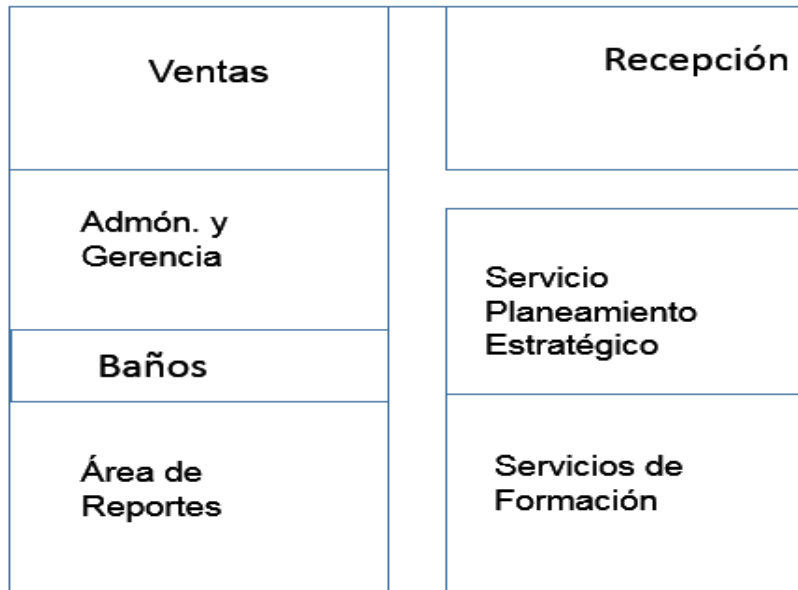 Ventas
Recepción
Admón. y
Gerencia
Servicio
Planeamiento
Estratégico
Baños
Área de
Reportes
Servicios de
Formación